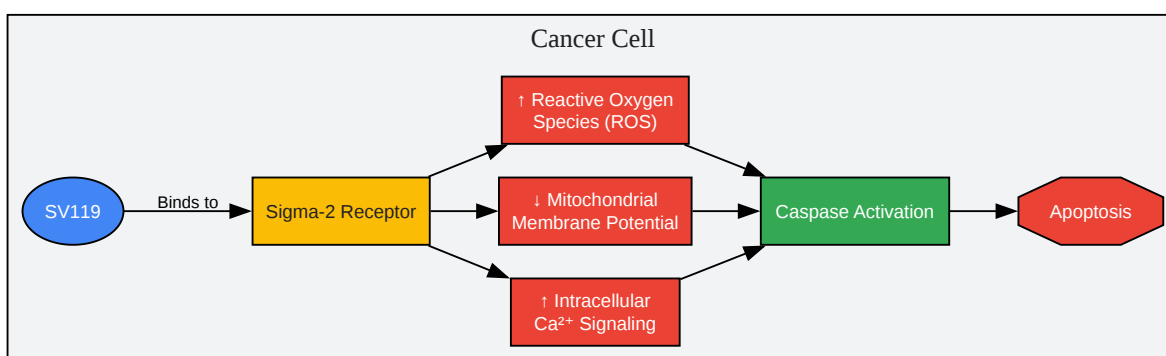 Cancer Cell
SV119
Binds to
Sigma-2 Receptor
↑ Reactive Oxygen
Species (ROS)
↓ Mitochondrial
Membrane Potential
↑ Intracellular
Ca²⁺ Signaling
Caspase Activation
Apoptosis